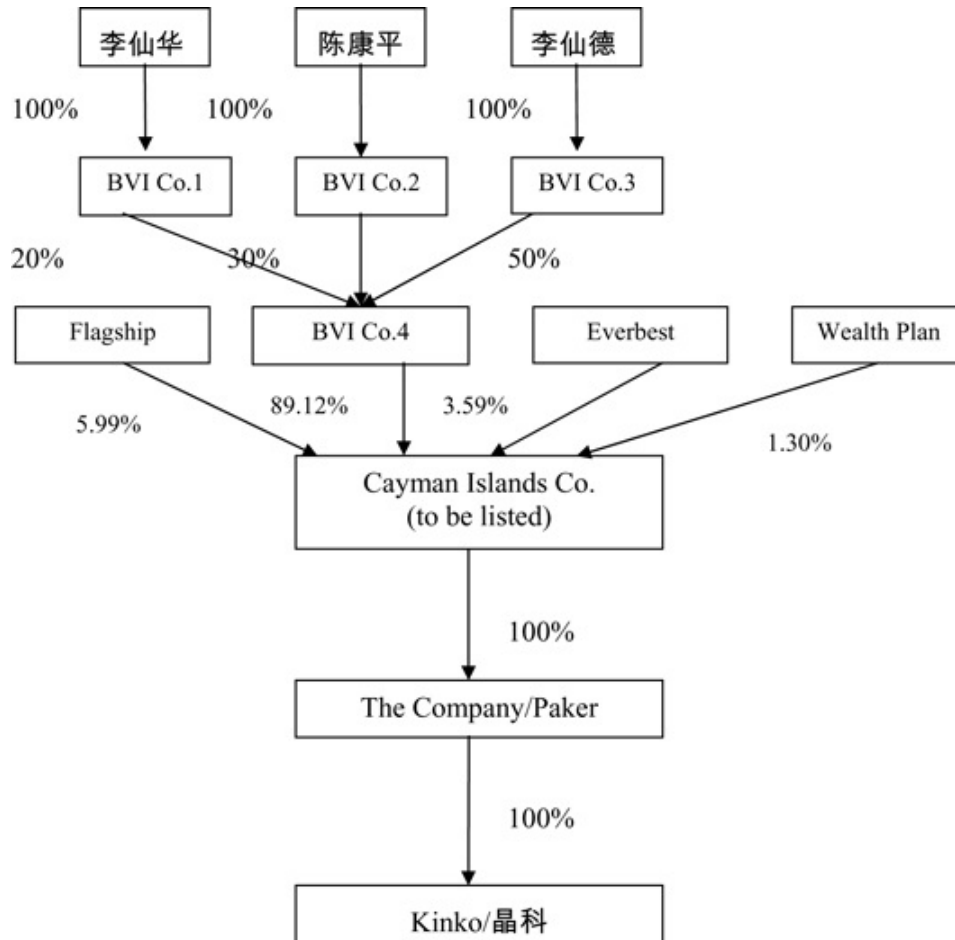 李仙华
陈康平
李仙德
100%
100%
100%
BVI Co.1
BVI Co.2
BVI Co.3
20%
30%
50%
Flagship
BVI Co.4
Everbest
Wealth Plan
5.99%
89.12%
3.59%
1.30%
Cayman Islands Co.
(to be listed)
100%
The Company/Paker
100%
Kinko/晶科